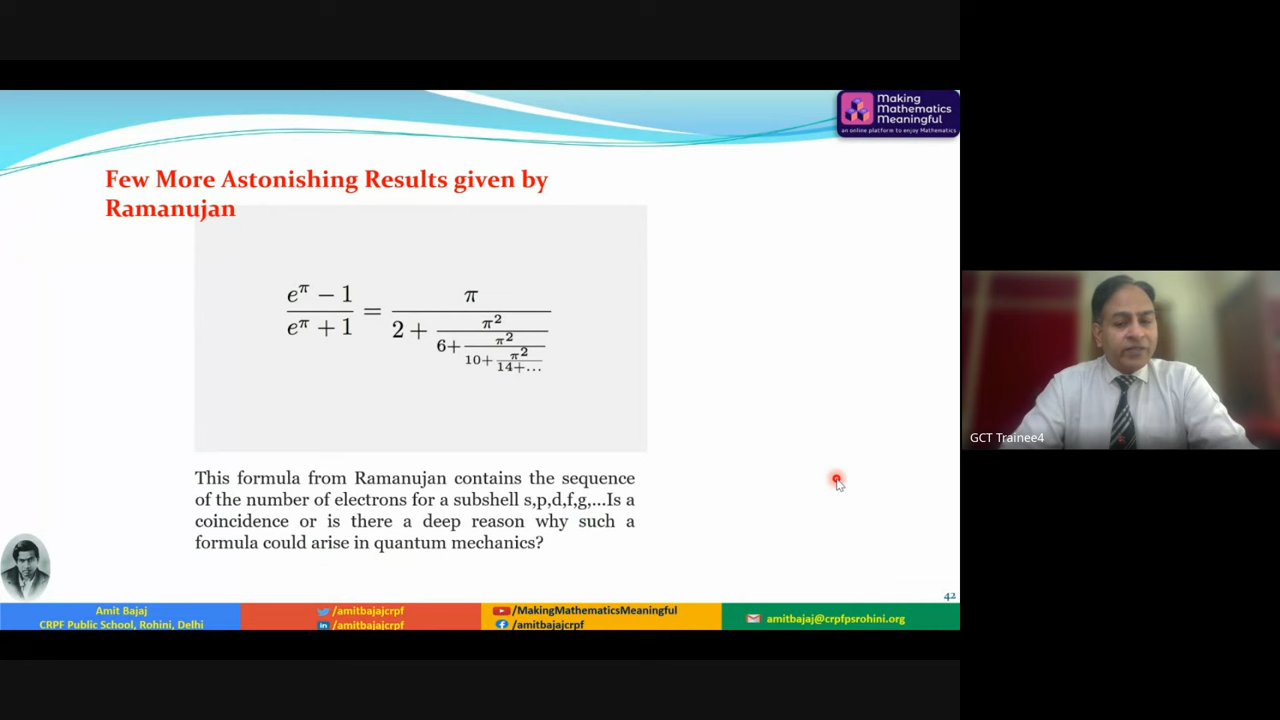 Making
Mathematics
Meaningful
an online platform to enjoy Mathematics
Few More Astonishing Results given by
Ramanujan
e^π − 1 / e^π + 1 = π / 2 + π² / 6+ π² / 10+ π² / 14+...
This formula from Ramanujan contains the sequence
of the number of electrons for a subshell s,p,d,f,g,...Is a
coincidence or is there a deep reason why such a
formula could arise in quantum mechanics?
GCT Trainee4
42
Amit Bajaj
CRPF Public School, Rohini, Delhi
/amitbajajcrpf
/amitbajajcrpf
/MakingMathematicsMeaningful
/amitbajajcrpf
amitbajaj@crpfpsrohini.org